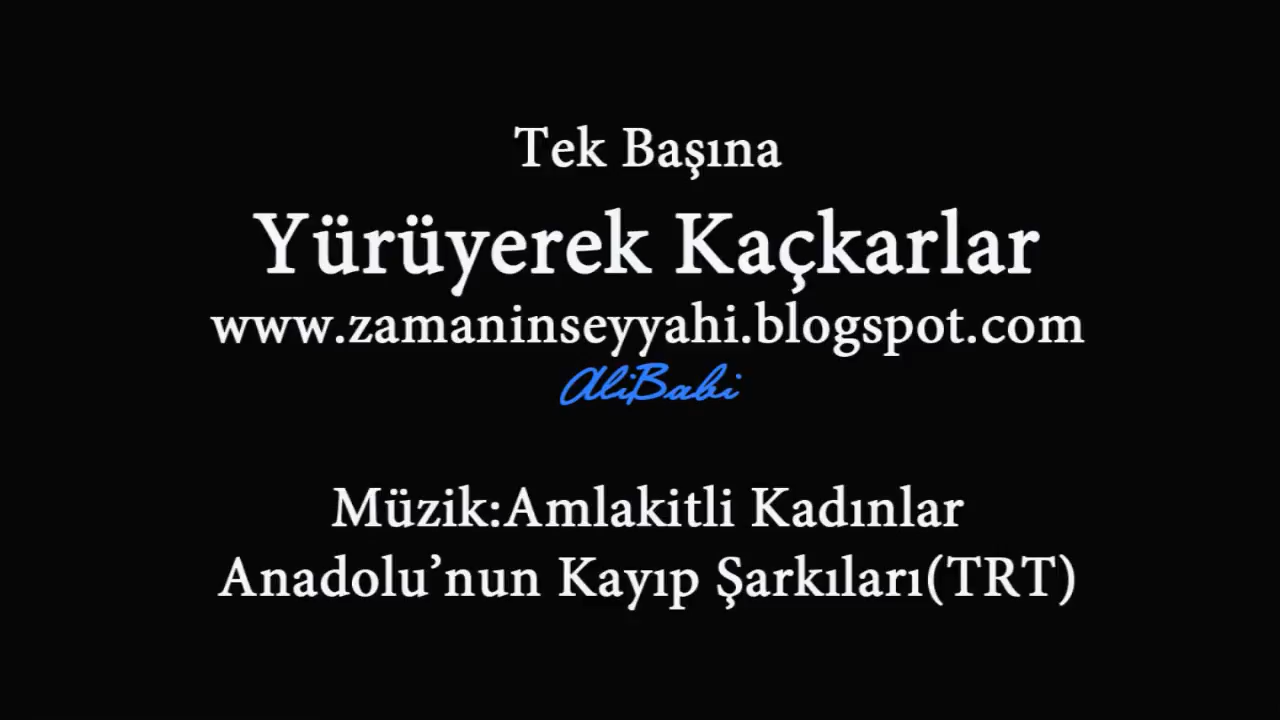 Tek Başına
Yürüyerek Kaçkarlar
www.zamaninseyyahi.blogspot.com
AliBabi
Müzik:Amlakitli Kadınlar
Anadolu’nun Kayıp Şarkıları(TRT)